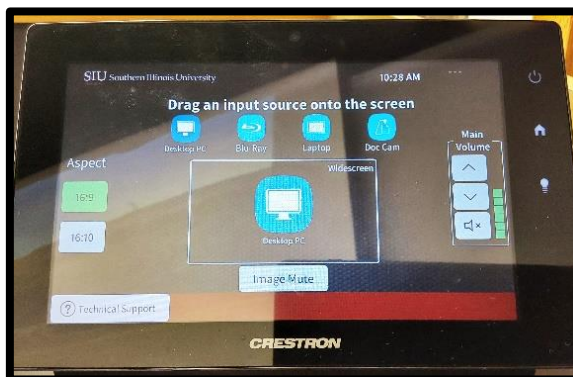 SIU Southern Illinois University
10:28 AM
Drag an input source onto the screen
Desktop PC
Blu-Ray
Laptop
Doc Cam
Main
Volume
Aspect
Widescreen
16:9
Desktop PC
16:10
Image Mute
? Technical Support
CRESTRON